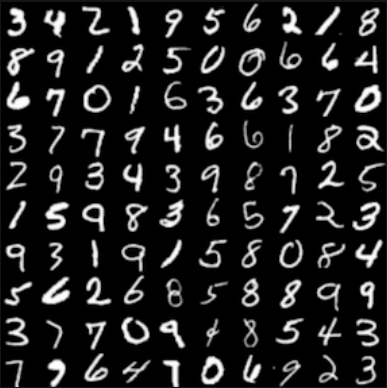 3 4 2 1 9 5 6 2 1 8
8 9 1 2 5 0 0 6 6 4
6 7 0 1 6 3 6 3 7 0
3 7 7 9 4 6 6 1 8 2
2 9 3 4 3 9 8 7 2 5
1 5 9 8 3 6 5 7 2 3
9 3 1 9 1 5 8 0 8 4
5 6 2 6 8 5 8 8 9 9
3 7 7 0 9 4 8 5 4 3
7 9 6 4 7 0 6 9 2 3